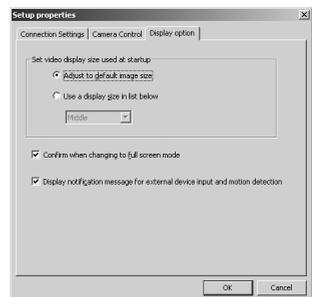 Setup properties
Connection Settings
Camera Control
Display option
Set video display size used at startup
Adjust to default image size
Use a display size in list below
Middle
Confirm when changing to full screen mode
Display notification message for external device input and motion detection
OK
Cancel